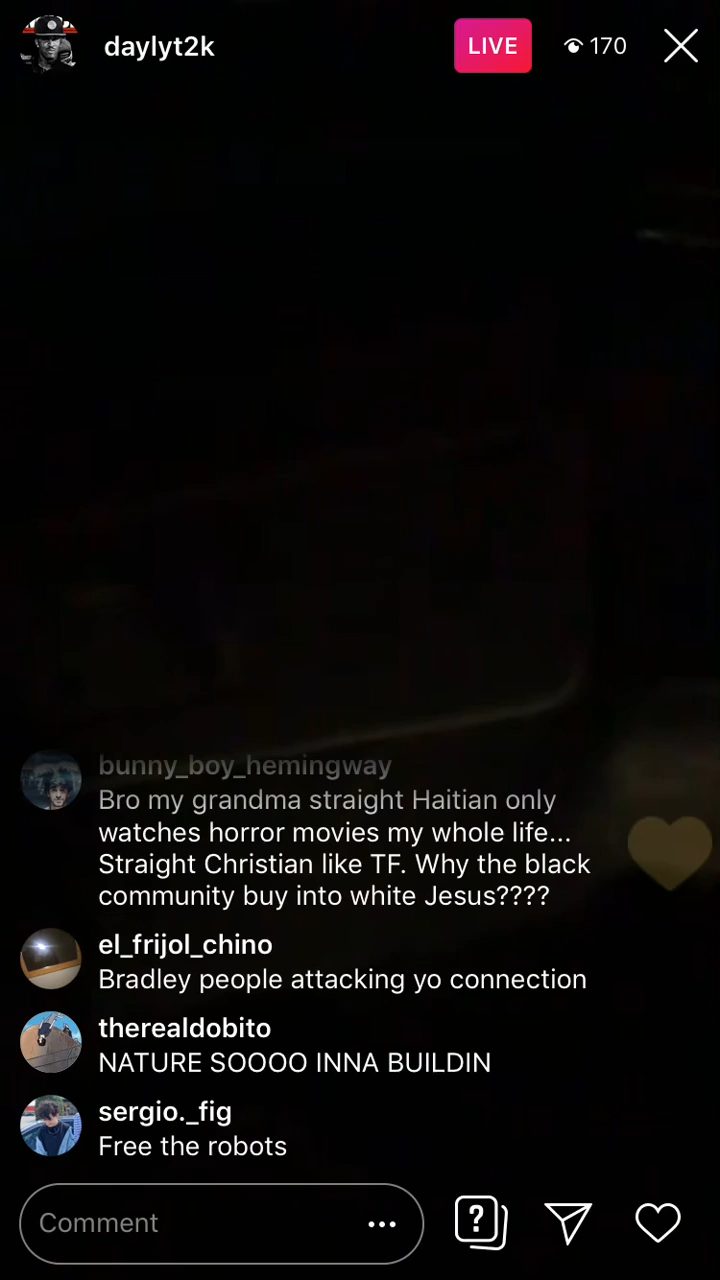 daylyt2k
LIVE
170
bunny_boy_hemingway
Bro my grandma straight Haitian only
watches horror movies my whole life...
Straight Christian like TF. Why the black
community buy into white Jesus????
el_frijol_chino
Bradley people attacking yo connection
therealdobito
NATURE SOOOO INNA BUILDIN
sergio._fig
Free the robots
Comment